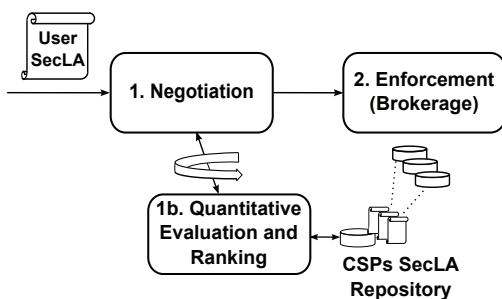 User
SecLA
1. Negotiation
2. Enforcement
(Brokerage)
1b. Quantitative
Evaluation and
Ranking
CSPs SecLA
Repository